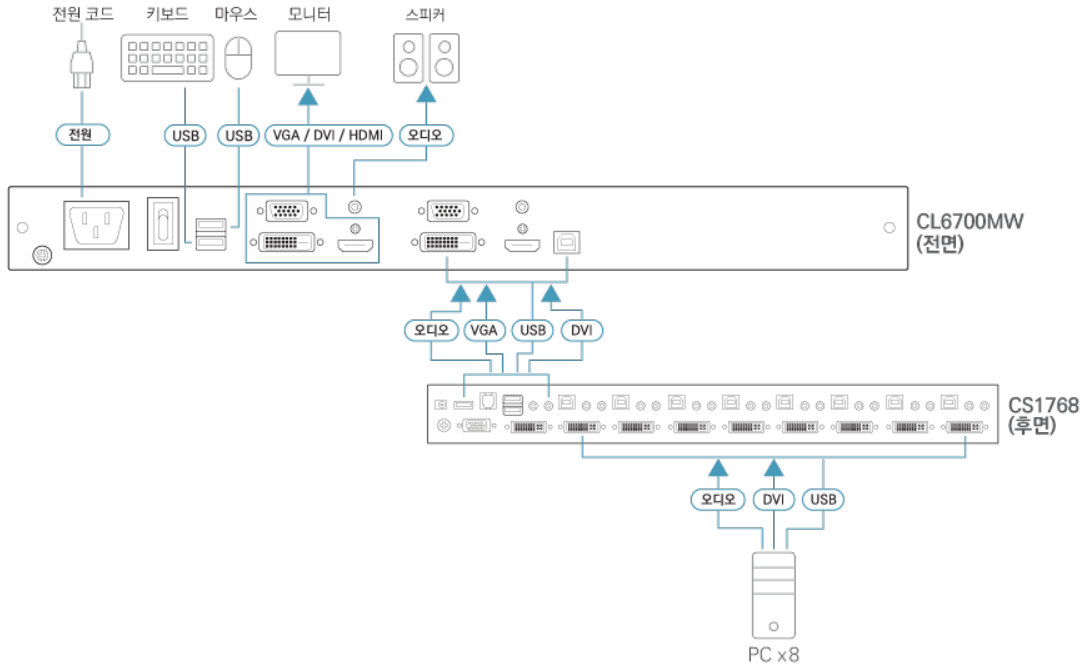 전원 코드
키보드
마우스
모니터
스피커
전원
USB
USB
VGA / DVI / HDMI
오디오
CL6700MW
(전면)
오디오
VGA
USB
DVI
CS1768
(후면)
오디오
DVI
USB
PC x8